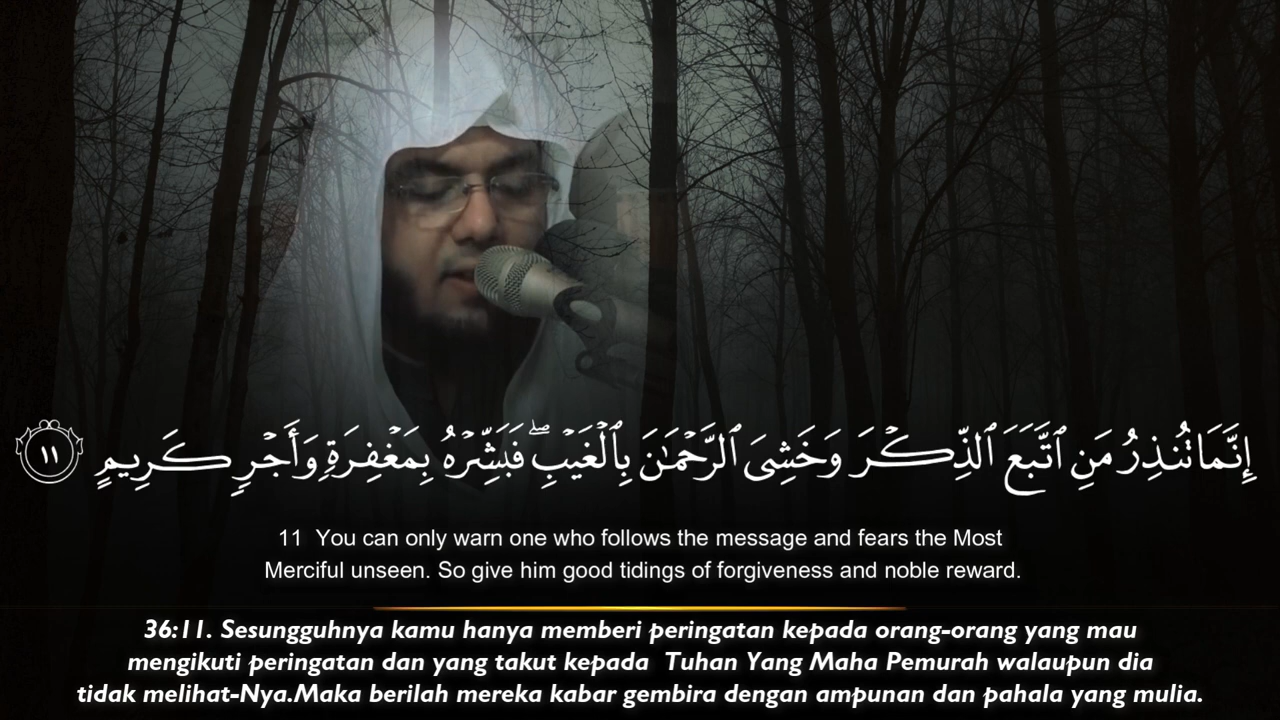 إِنَّمَا تُنذِرُ مَنِ ٱتَّبَعَ ٱلذِّكْرَ وَخَشِىَ ٱلرَّحْمَٰنَ بِٱلْغَيْبِ ۖ فَبَشِّرْهُ بِمَغْفِرَةٍ وَأَجْرٍ كَرِيمٍ ١١
11 You can only warn one who follows the message and fears the Most
Merciful unseen. So give him good tidings of forgiveness and noble reward.
36:11. Sesungguhnya kamu hanya memberi peringatan kepada orang-orang yang mau
mengikuti peringatan dan yang takut kepada Tuhan Yang Maha Pemurah walaupun dia
tidak melihat-Nya.Maka berilah mereka kabar gembira dengan ampunan dan pahala yang mulia.